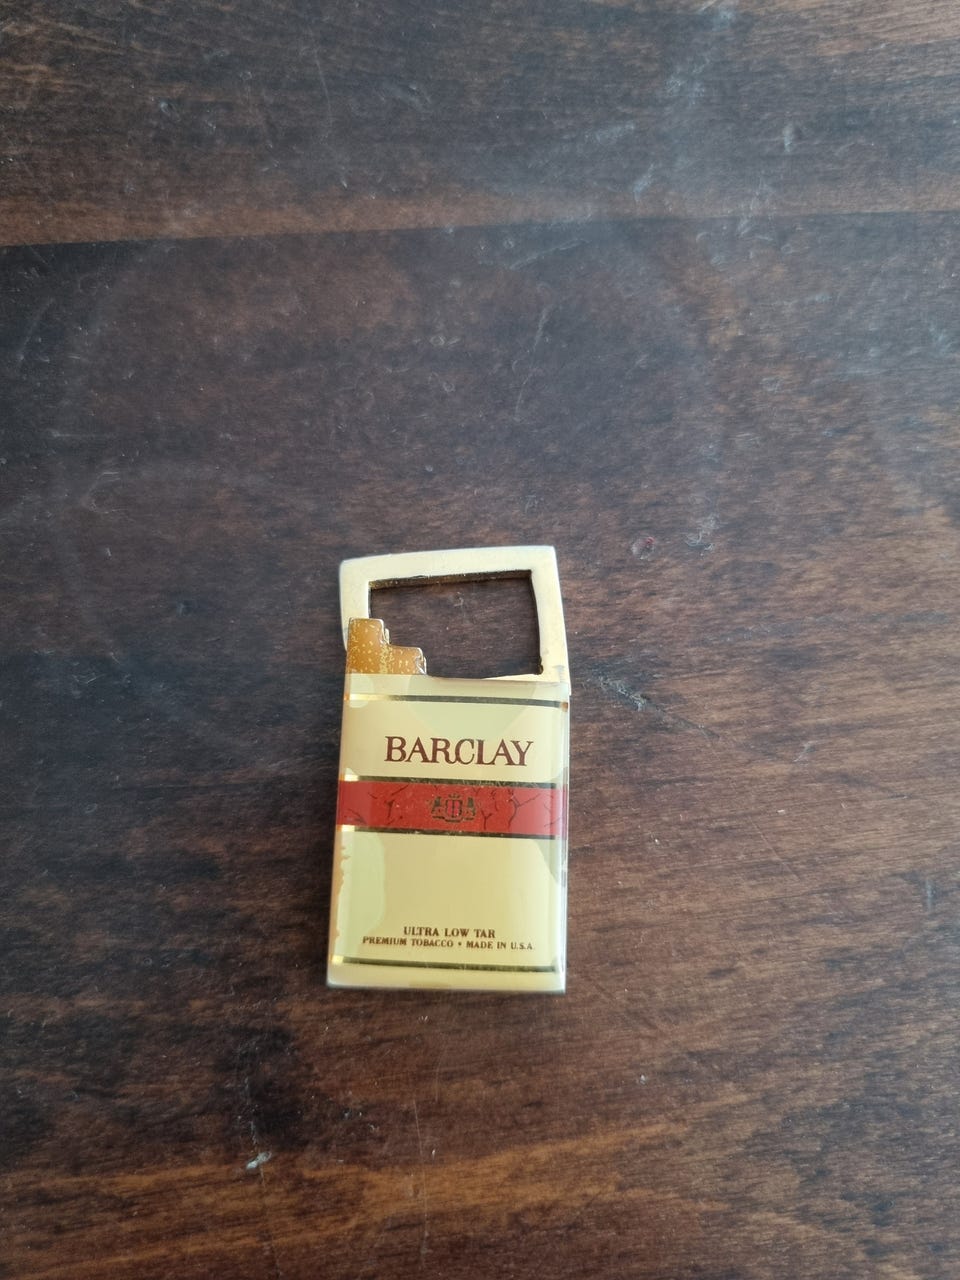 BARCLAY
B
ULTRA LOW TAR
PREMIUM TOBACCO • MADE IN U.S.A.